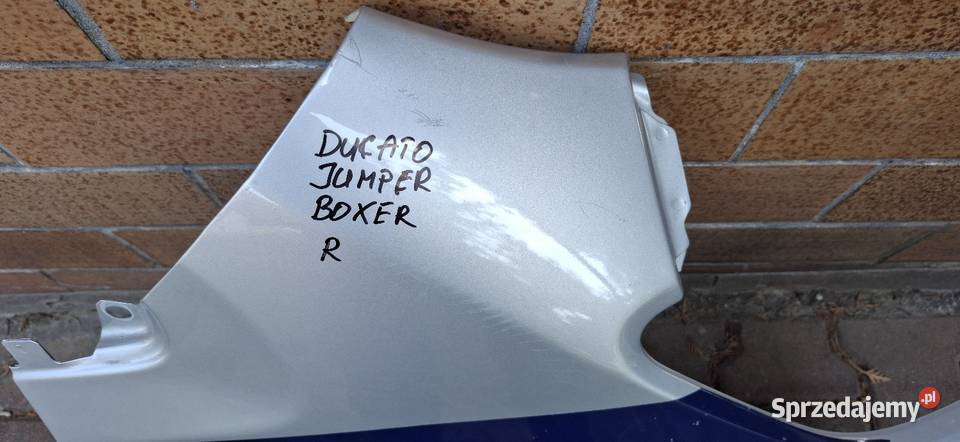 DUCATO
JUMPER
BOXER
R
Sprzedajemy.pl